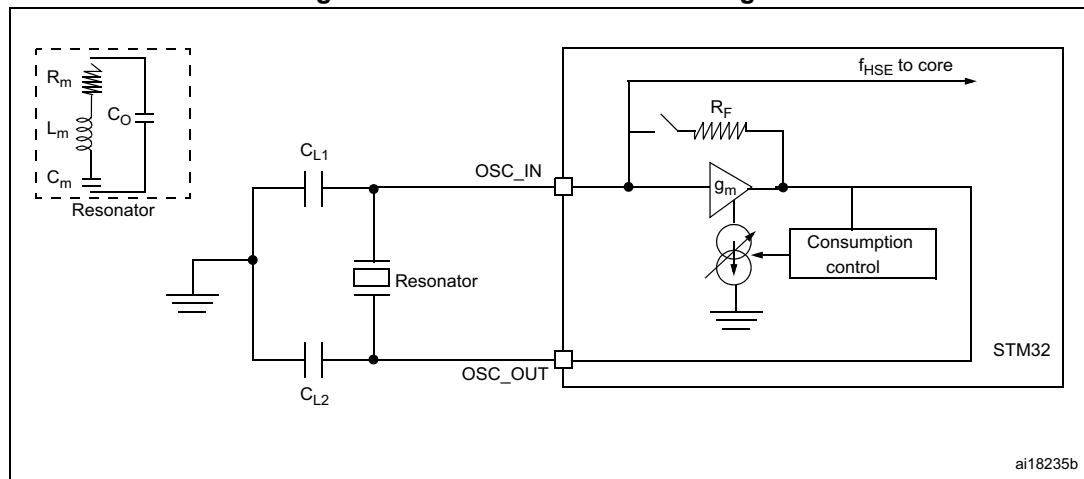 R_m
L_m
C_O
C_m
Resonator
C_L1
C_L2
Resonator
OSC_IN
OSC_OUT
f_HSE to core
R_F
g_m
Consumption
control
STM32
ai18235b